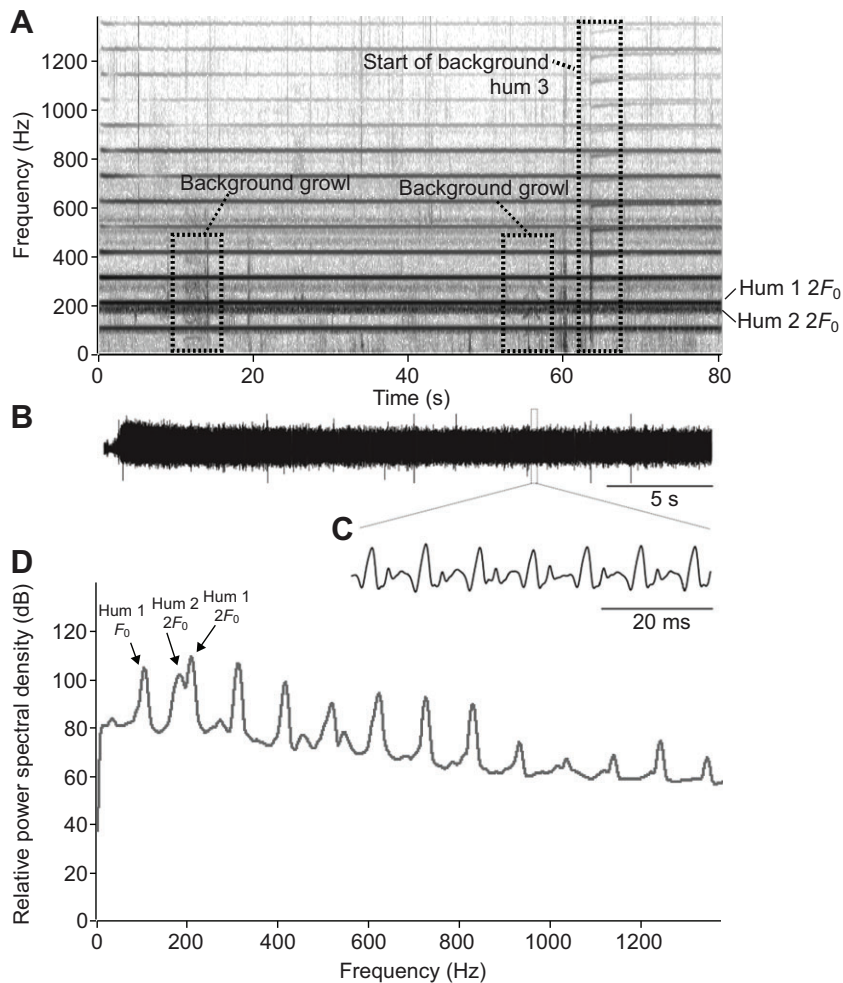 A
Frequency (Hz)
1200
1000
800
600
400
200
0
Start of background
hum 3
Background growl
Background growl
Hum 1 2F₀
Hum 2 2F₀
0
20
40
60
80
Time (s)
B
5 s
C
20 ms
D
Relative power spectral density (dB)
120
100
80
60
40
20
0
Hum 1
F₀
Hum 2
2F₀
Hum 1
2F₀
0
200
400
600
800
1000
1200
Frequency (Hz)